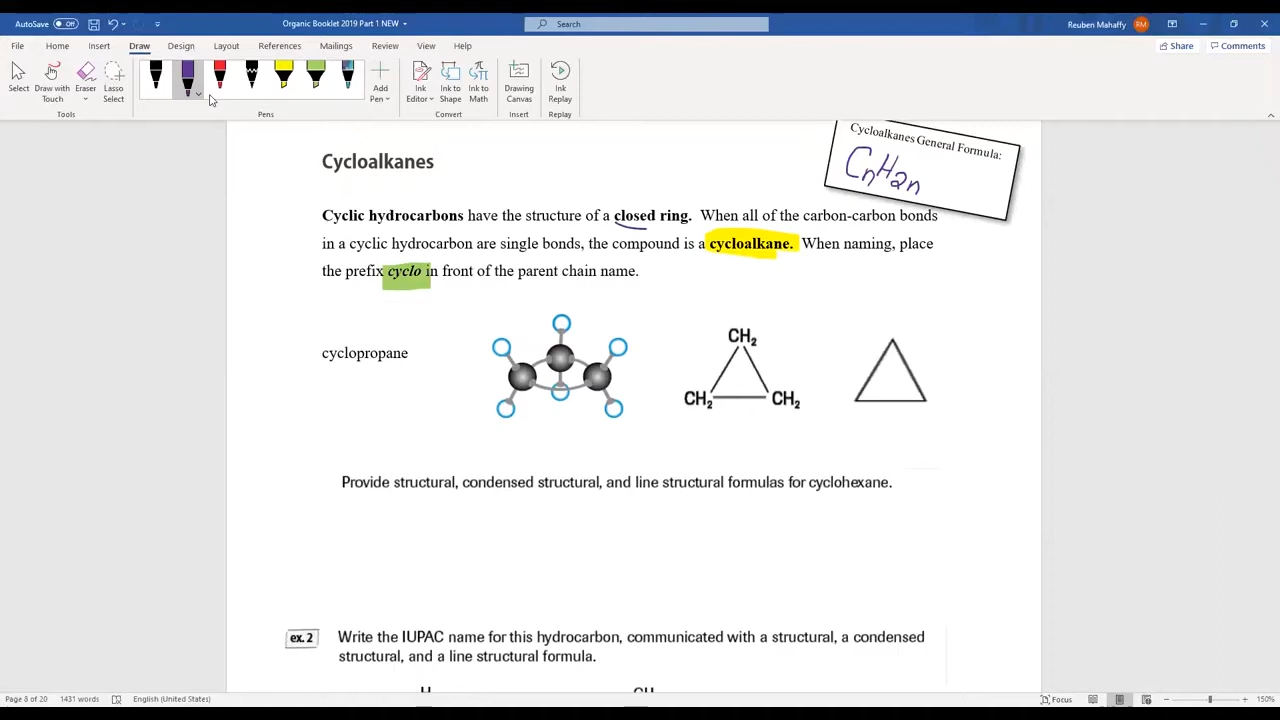 AutoSave Off Organic Booklet 2019 Part 1 NEW Search Reuben Mahaffy RM
File Home Insert Draw Design Layout References Mailings Review View Help Share Comments
Select Draw with Touch Eraser Lasso Select Add Pen Ink Editor Ink to Shape Ink to Math Drawing Canvas Ink Replay
Tools Pens Convert Insert Replay
Cycloalkanes General Formula:
CnH2n
Cycloalkanes
Cyclic hydrocarbons have the structure of a closed ring. When all of the carbon-carbon bonds
in a cyclic hydrocarbon are single bonds, the compound is a cycloalkane. When naming, place
the prefix cyclo in front of the parent chain name.
cyclopropane
CH2
CH2 CH2
Provide structural, condensed structural, and line structural formulas for cyclohexane.
ex. 2 Write the IUPAC name for this hydrocarbon, communicated with a structural, a condensed
structural, and a line structural formula.
H
Page 8 of 20 1431 words English (United States) Focus 150%